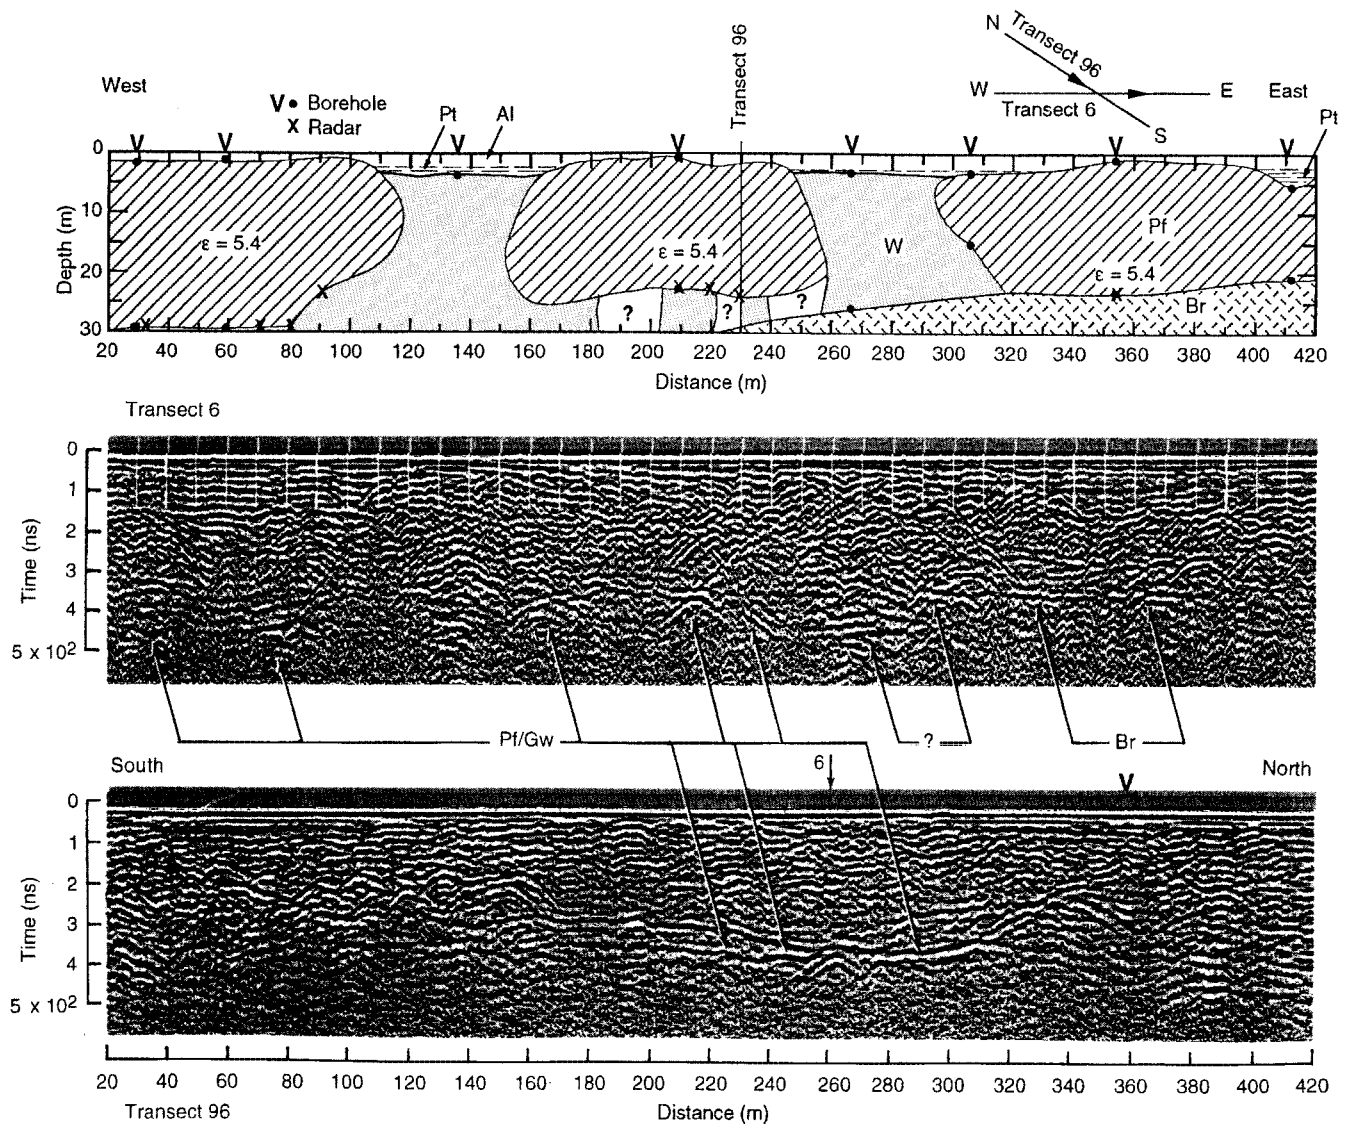 N Transect 96
W E East
Transect 6
S
West
V • Borehole
X Radar
Transect 96
Pt Al
Pt
V V V V V V V V
0
10
20
30
Depth (m)
ε = 5.4
ε = 5.4
ε = 5.4
W
Pf
Br
? ? ?
20 40 60 80 100 120 140 160 180 200 220 240 260 280 300 320 340 360 380 400 420
Distance (m)
Transect 6
0
1
2
3
4
5 x 10²
Time (ns)
Pf/Gw ? Br
South 6 V North
0
1
2
3
4
5 x 10²
Time (ns)
20 40 60 80 100 120 140 160 180 200 220 240 260 280 300 320 340 360 380 400 420
Transect 96 Distance (m)